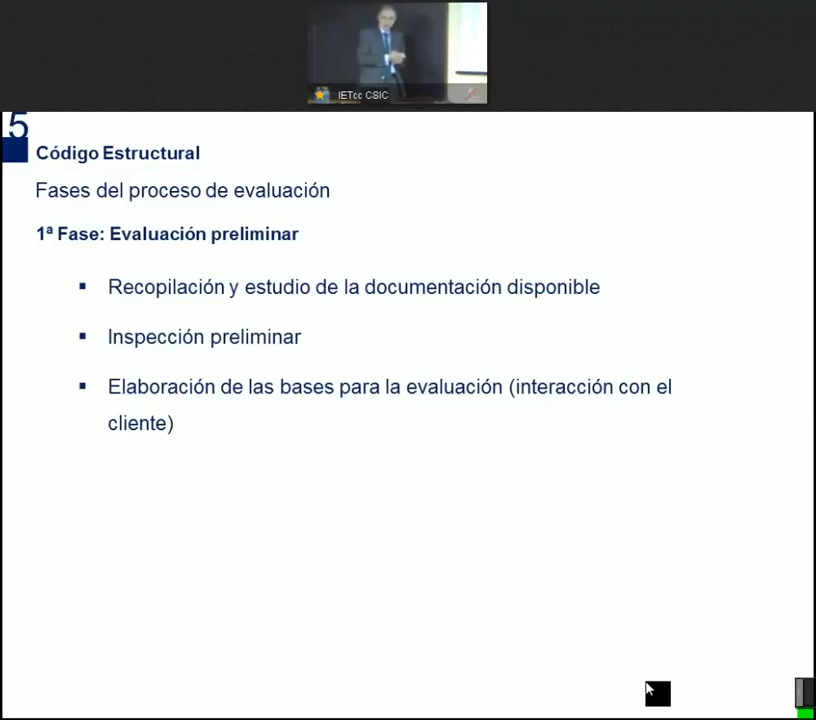 IETcc CSIC
5
Código Estructural
Fases del proceso de evaluación
1ª Fase: Evaluación preliminar
▪ Recopilación y estudio de la documentación disponible
▪ Inspección preliminar
▪ Elaboración de las bases para la evaluación (interacción con el
cliente)